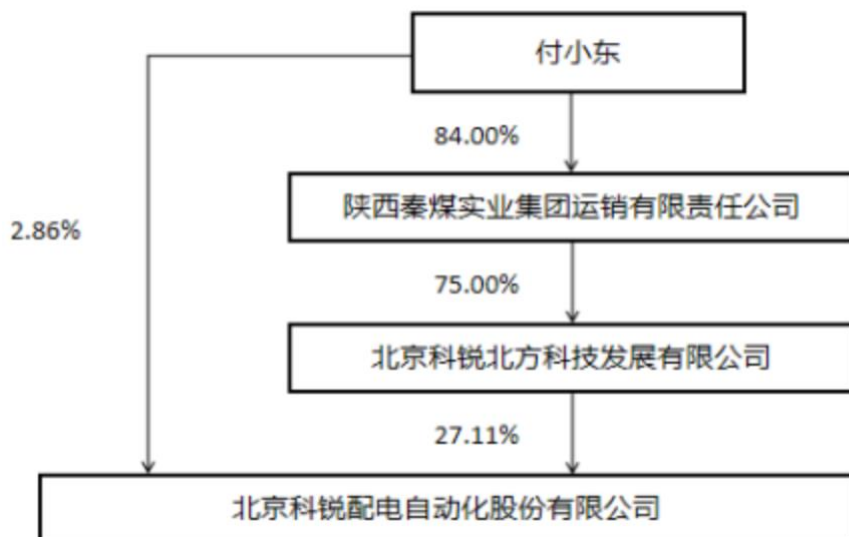 付小东
84.00%
陕西秦煤实业集团运销有限责任公司
2.86%
75.00%
北京科锐北方科技发展有限公司
27.11%
北京科锐配电自动化股份有限公司